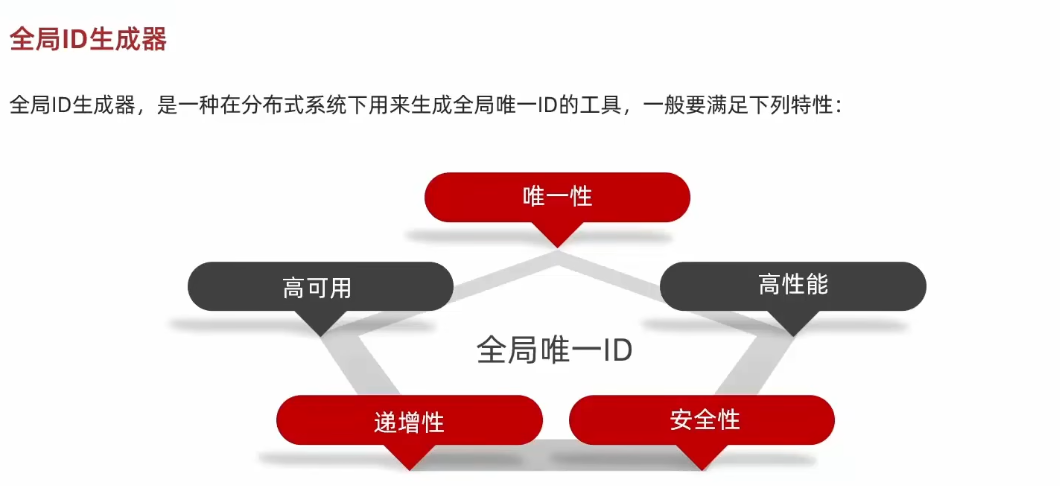 全局ID生成器
全局ID生成器，是一种在分布式系统下用来生成全局唯一ID的工具，一般要满足下列特性：
唯一性
高可用
高性能
全局唯一ID
递增性
安全性